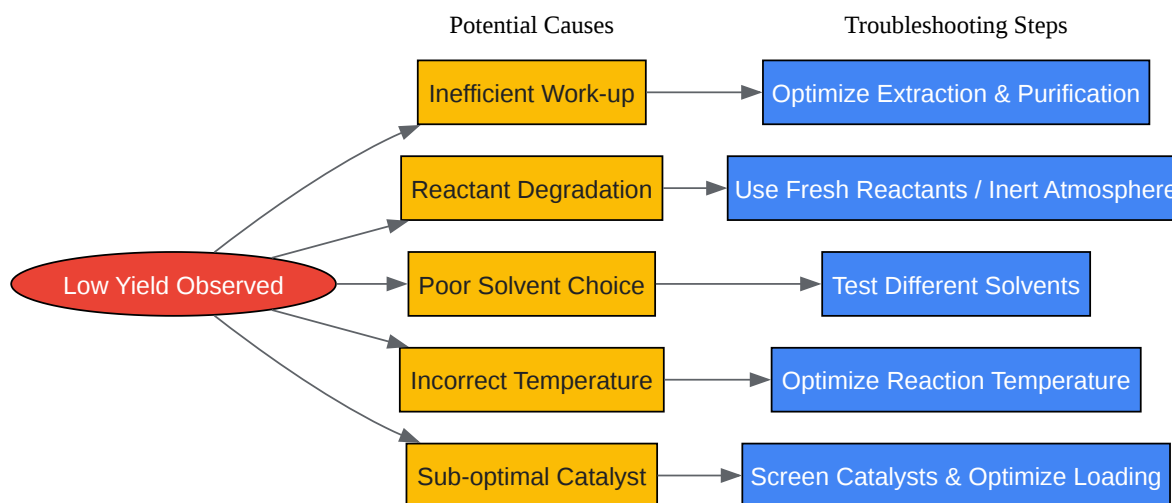 Potential Causes
Troubleshooting Steps
Inefficient Work-up
Optimize Extraction & Purification
Reactant Degradation
Use Fresh Reactants / Inert Atmosphere
Low Yield Observed
Poor Solvent Choice
Test Different Solvents
Incorrect Temperature
Optimize Reaction Temperature
Sub-optimal Catalyst
Screen Catalysts & Optimize Loading